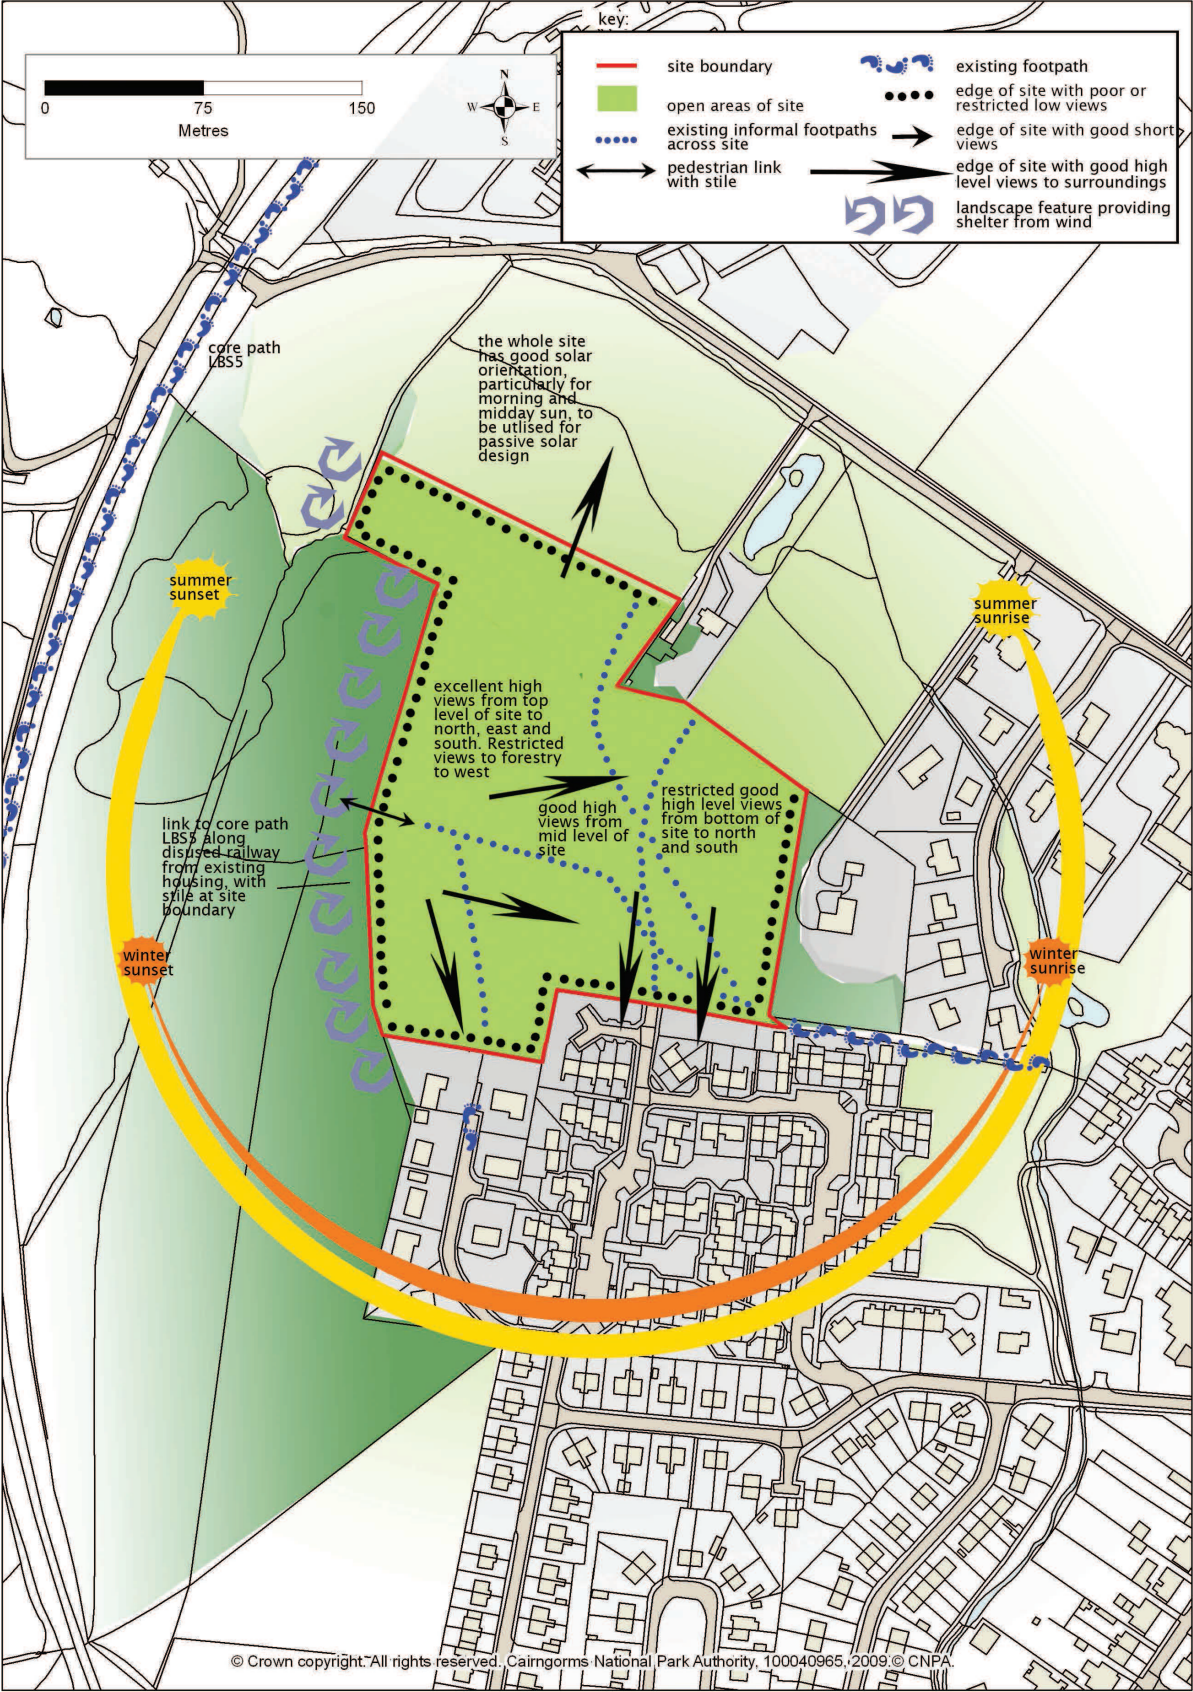 key:
0
75
150
Metres
N
W
E
S
site boundary
open areas of site
existing informal footpaths
across site
pedestrian link
with stile
existing footpath
edge of site with poor or
restricted low views
edge of site with good short
views
edge of site with good high
level views to surroundings
landscape feature providing
shelter from wind
core path
LBS5
the whole site
has good solar
orientation,
particularly for
morning and
midday sun, to
be utlised for
passive solar
design
summer
sunset
summer
sunrise
excellent high
views from top
level of site to
north, east and
south. Restricted
views to forestry
to west
good high
views from
mid level of
site
restricted good
high level views
from bottom of
site to north
and south
link to core path
LBS5 along
disused railway
from existing
housing, with
stile at site
boundary
winter
sunset
winter
sunrise
© Crown copyright. All rights reserved. Cairngorms National Park Authority, 100040965, 2009.© CNPA.